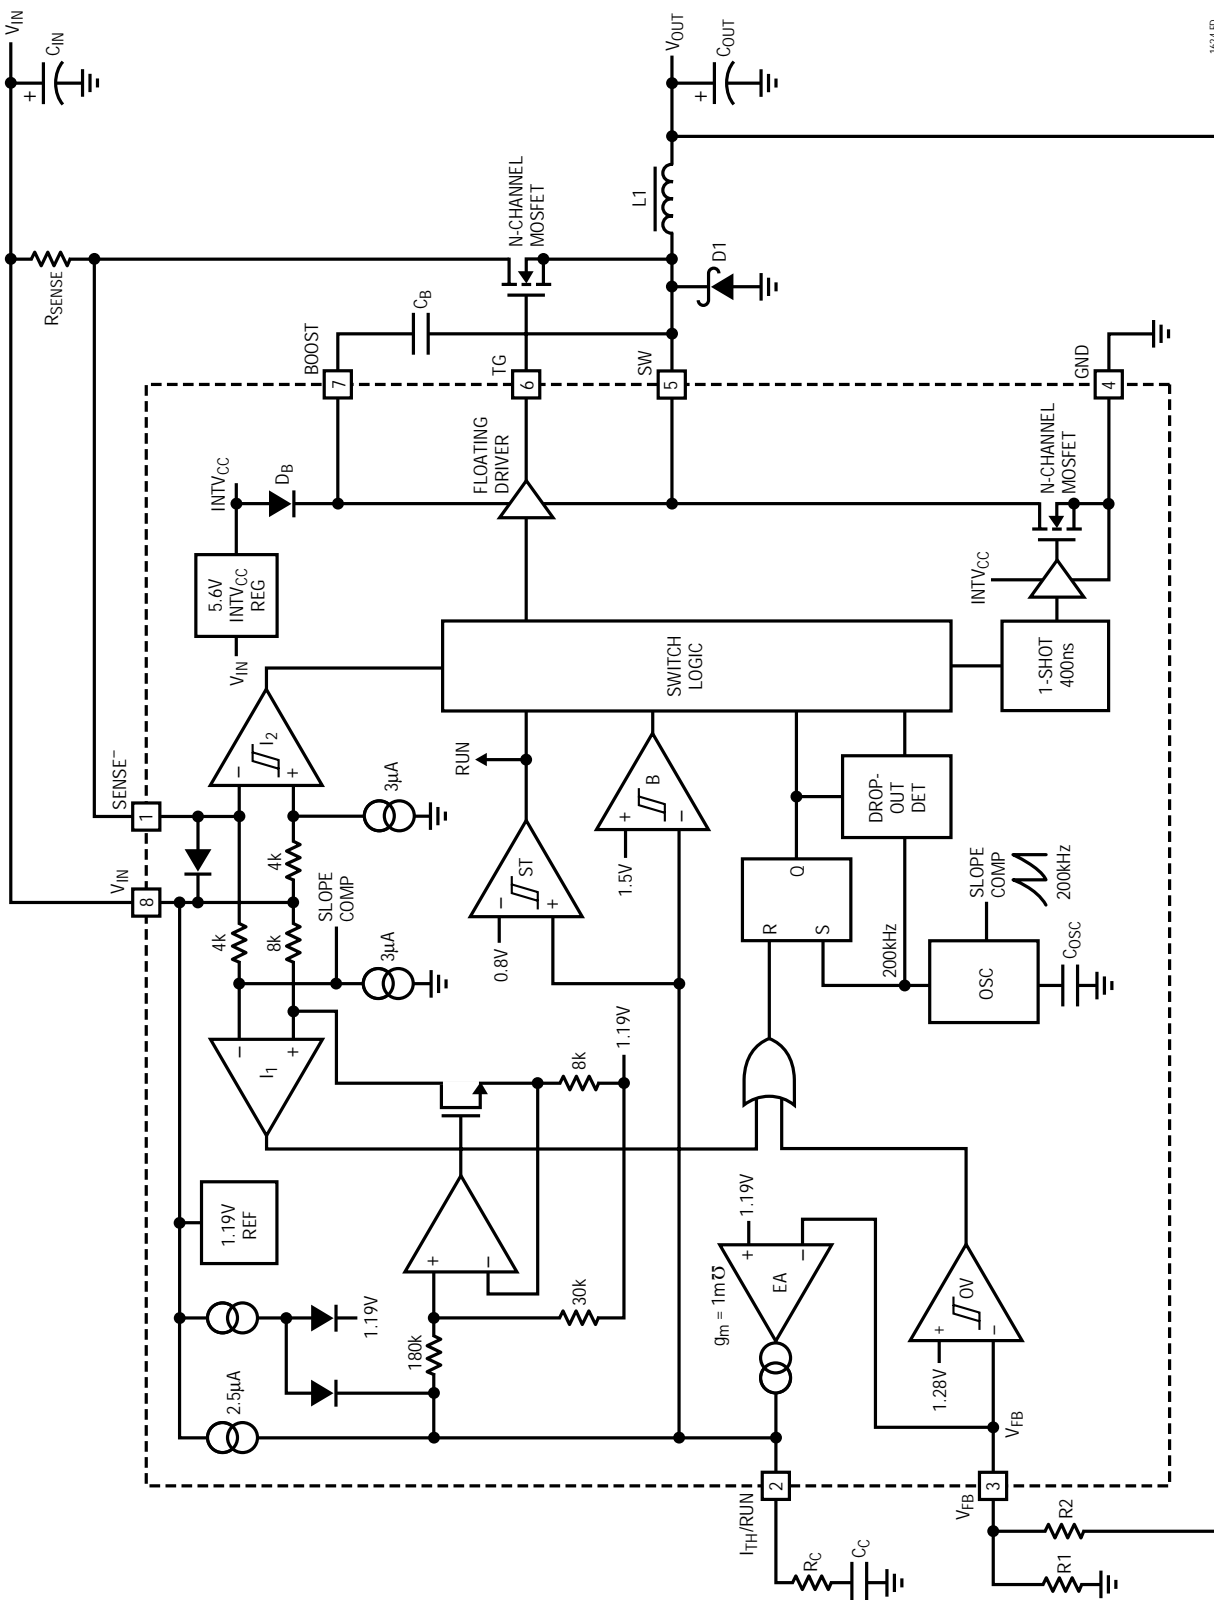 VIN
+
CIN
RSENSE
N-CHANNEL
MOSFET
L1
VOUT
+
COUT
D1
CB
BOOST
7
TG
6
SW
5
GND
4
SENSE−
1
VIN
8
INTVCC
DB
5.6V
INTVCC
REG
VIN
FLOATING
DRIVER
N-CHANNEL
MOSFET
INTVCC
1-SHOT
400ns
SWITCH
LOGIC
−
I2
+
3µA
4k
4k
8k
SLOPE
COMP
3µA
−
I1
+
RUN
0.8V
−
ST
+
1.5V
+
B
−
DROP-
OUT
DET
R
Q
S
200kHz
OSC
SLOPE
COMP
200kHz
COSC
8k
1.19V
1.19V
REF
+
−
30k
180k
1.19V
2.5µA
gm = 1m℧
+
1.19V
−
EA
1.28V
+
OV
−
VFB
ITH/RUN
2
VFB
3
RC
CC
R2
R1